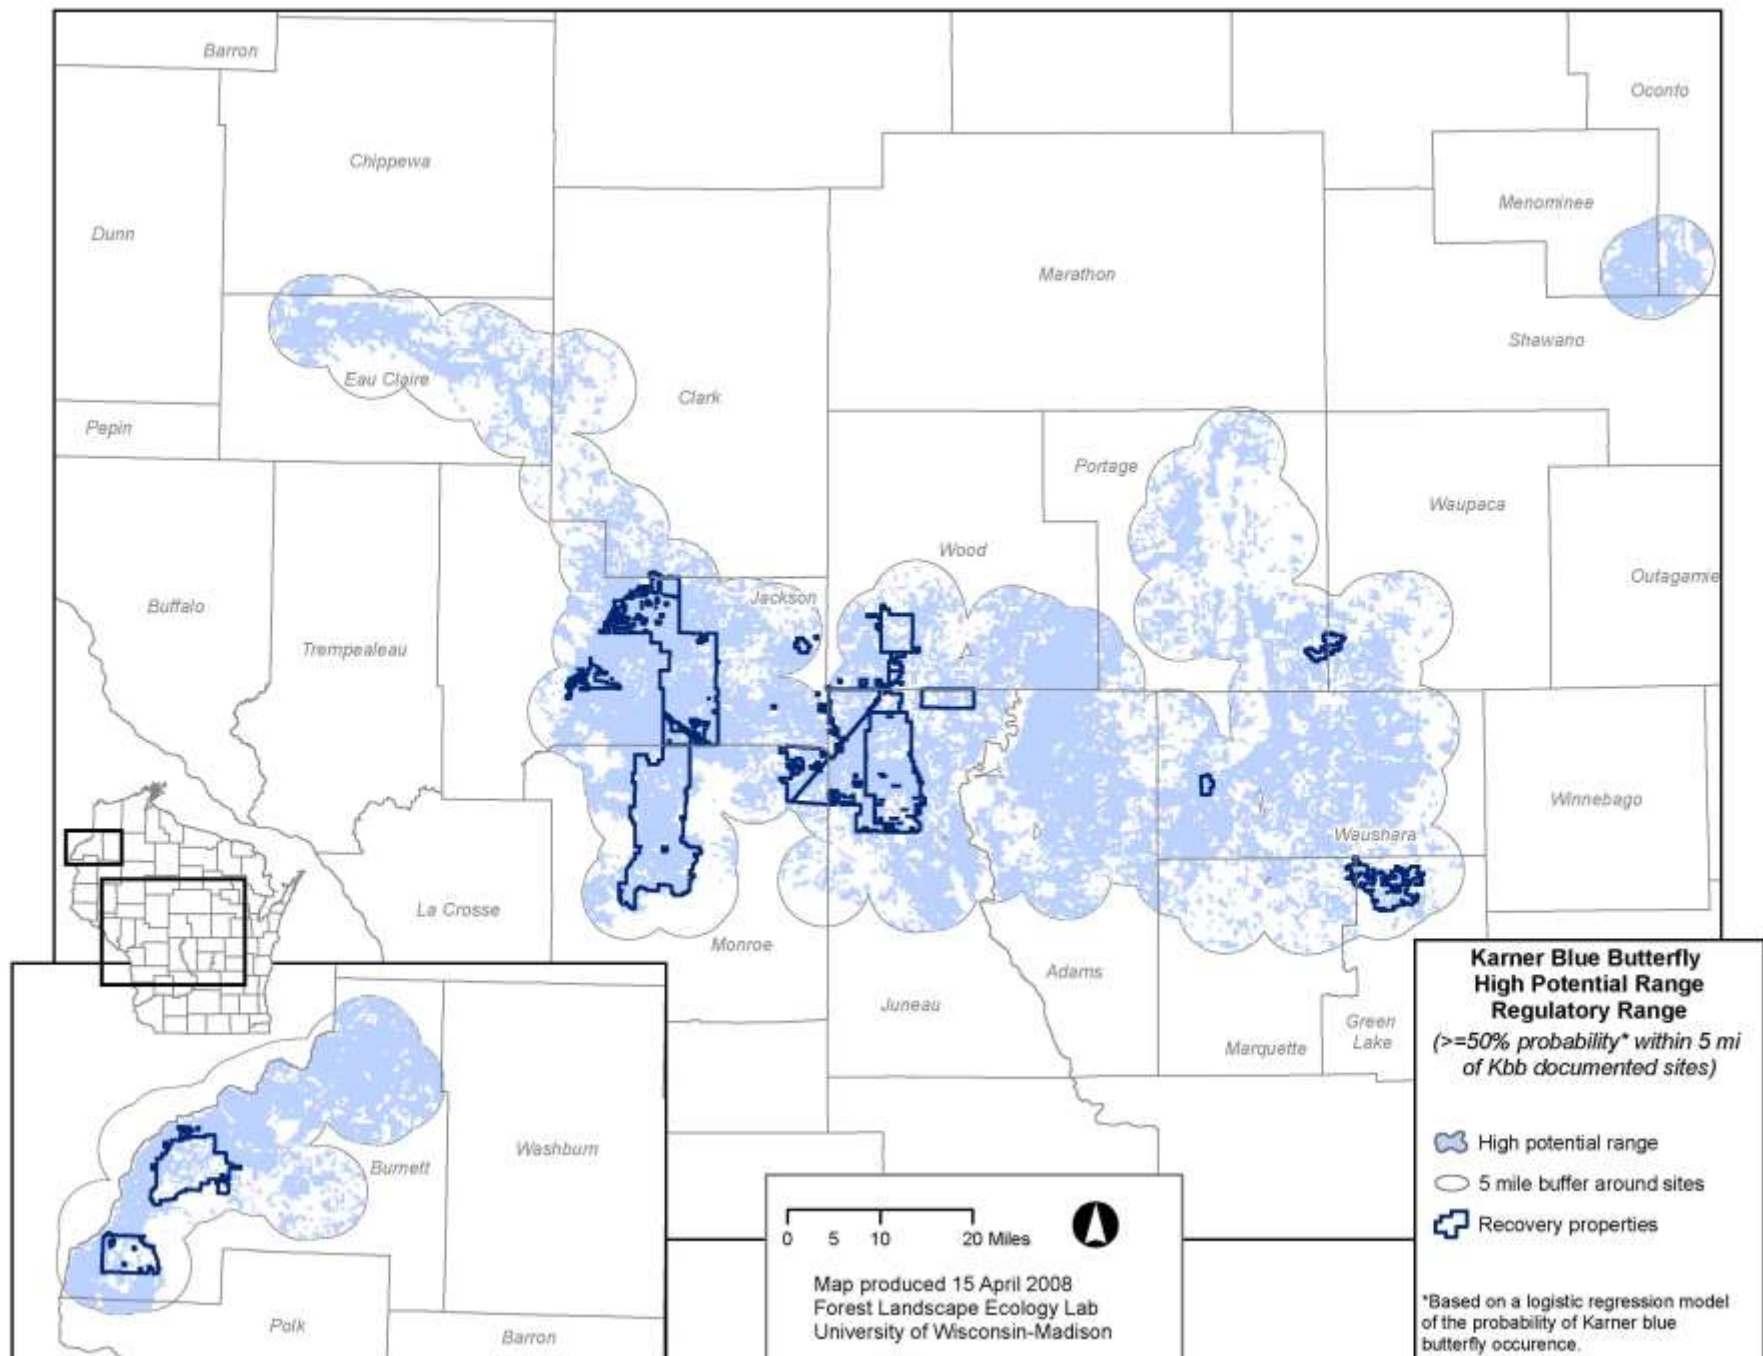 Barron
Oconto
Chippewa
Menominee
Dunn
Marathon
Shawano
Eau Claire
Clark
Pepin
Portage
Waupaca
Wood
Outagamie
Jackson
Buffalo
Trempealeau
Winnebago
Waushara
La Crosse
Monroe
Adams
Juneau
Green
Lake
Marquette
Karner Blue Butterfly
High Potential Range
Regulatory Range
(>=50% probability* within 5 mi
of Kbb documented sites)
High potential range
5 mile buffer around sites
Recovery properties
*Based on a logistic regression model
of the probability of Karner blue
butterfly occurence.
Washburn
Burnett
Polk
Barron
0 5 10 20 Miles
Map produced 15 April 2008
Forest Landscape Ecology Lab
University of Wisconsin-Madison